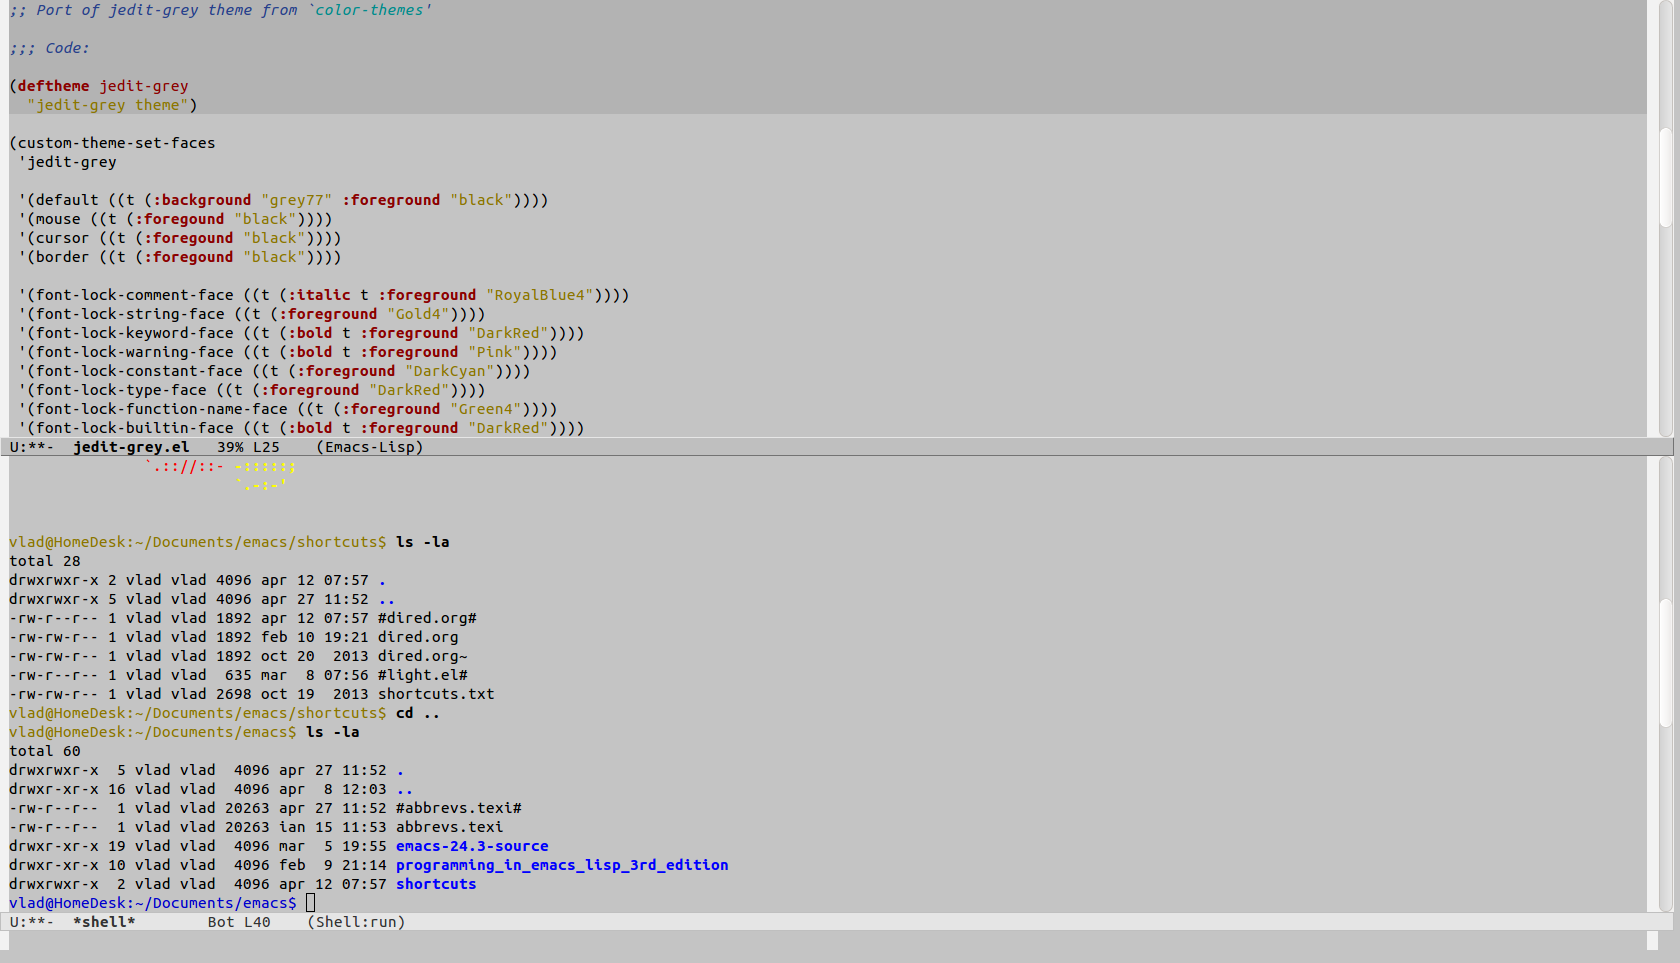 ;; Port of jedit-grey theme from `color-themes'
;;; Code:
(deftheme jedit-grey
  "jedit-grey theme")
(custom-theme-set-faces
 'jedit-grey
 '(default ((t (:background "grey77" :foreground "black"))))
 '(mouse ((t (:foregound "black"))))
 '(cursor ((t (:foregound "black"))))
 '(border ((t (:foregound "black"))))
 '(font-lock-comment-face ((t (:italic t :foreground "RoyalBlue4"))))
 '(font-lock-string-face ((t (:foreground "Gold4"))))
 '(font-lock-keyword-face ((t (:bold t :foreground "DarkRed"))))
 '(font-lock-warning-face ((t (:bold t :foreground "Pink"))))
 '(font-lock-constant-face ((t (:foreground "DarkCyan"))))
 '(font-lock-type-face ((t (:foreground "DarkRed"))))
 '(font-lock-function-name-face ((t (:foreground "Green4"))))
 '(font-lock-builtin-face ((t (:bold t :foreground "DarkRed"))))
U:**-  jedit-grey.el   39% L25    (Emacs-Lisp)
`.:://::- -:::::;
`.-:-'
vlad@HomeDesk:~/Documents/emacs/shortcuts$ ls -la
total 28
drwxrwxr-x 2 vlad vlad 4096 apr 12 07:57 .
drwxrwxr-x 5 vlad vlad 4096 apr 27 11:52 ..
-rw-r--r-- 1 vlad vlad 1892 apr 12 07:57 #dired.org#
-rw-rw-r-- 1 vlad vlad 1892 feb 10 19:21 dired.org
-rw-rw-r-- 1 vlad vlad 1892 oct 20  2013 dired.org~
-rw-r--r-- 1 vlad vlad  635 mar  8 07:56 #light.el#
-rw-rw-r-- 1 vlad vlad 2698 oct 19  2013 shortcuts.txt
vlad@HomeDesk:~/Documents/emacs/shortcuts$ cd ..
vlad@HomeDesk:~/Documents/emacs$ ls -la
total 60
drwxrwxr-x  5 vlad vlad  4096 apr 27 11:52 .
drwxr-xr-x 16 vlad vlad  4096 apr  8 12:03 ..
-rw-r--r--  1 vlad vlad 20263 apr 27 11:52 #abbrevs.texi#
-rw-r--r--  1 vlad vlad 20263 ian 15 11:53 abbrevs.texi
drwxr-xr-x 19 vlad vlad  4096 mar  5 19:55 emacs-24.3-source
drwxr-xr-x 10 vlad vlad  4096 feb  9 21:14 programming_in_emacs_lisp_3rd_edition
drwxrwxr-x  2 vlad vlad  4096 apr 12 07:57 shortcuts
vlad@HomeDesk:~/Documents/emacs$
U:**-  *shell*        Bot L40    (Shell:run)